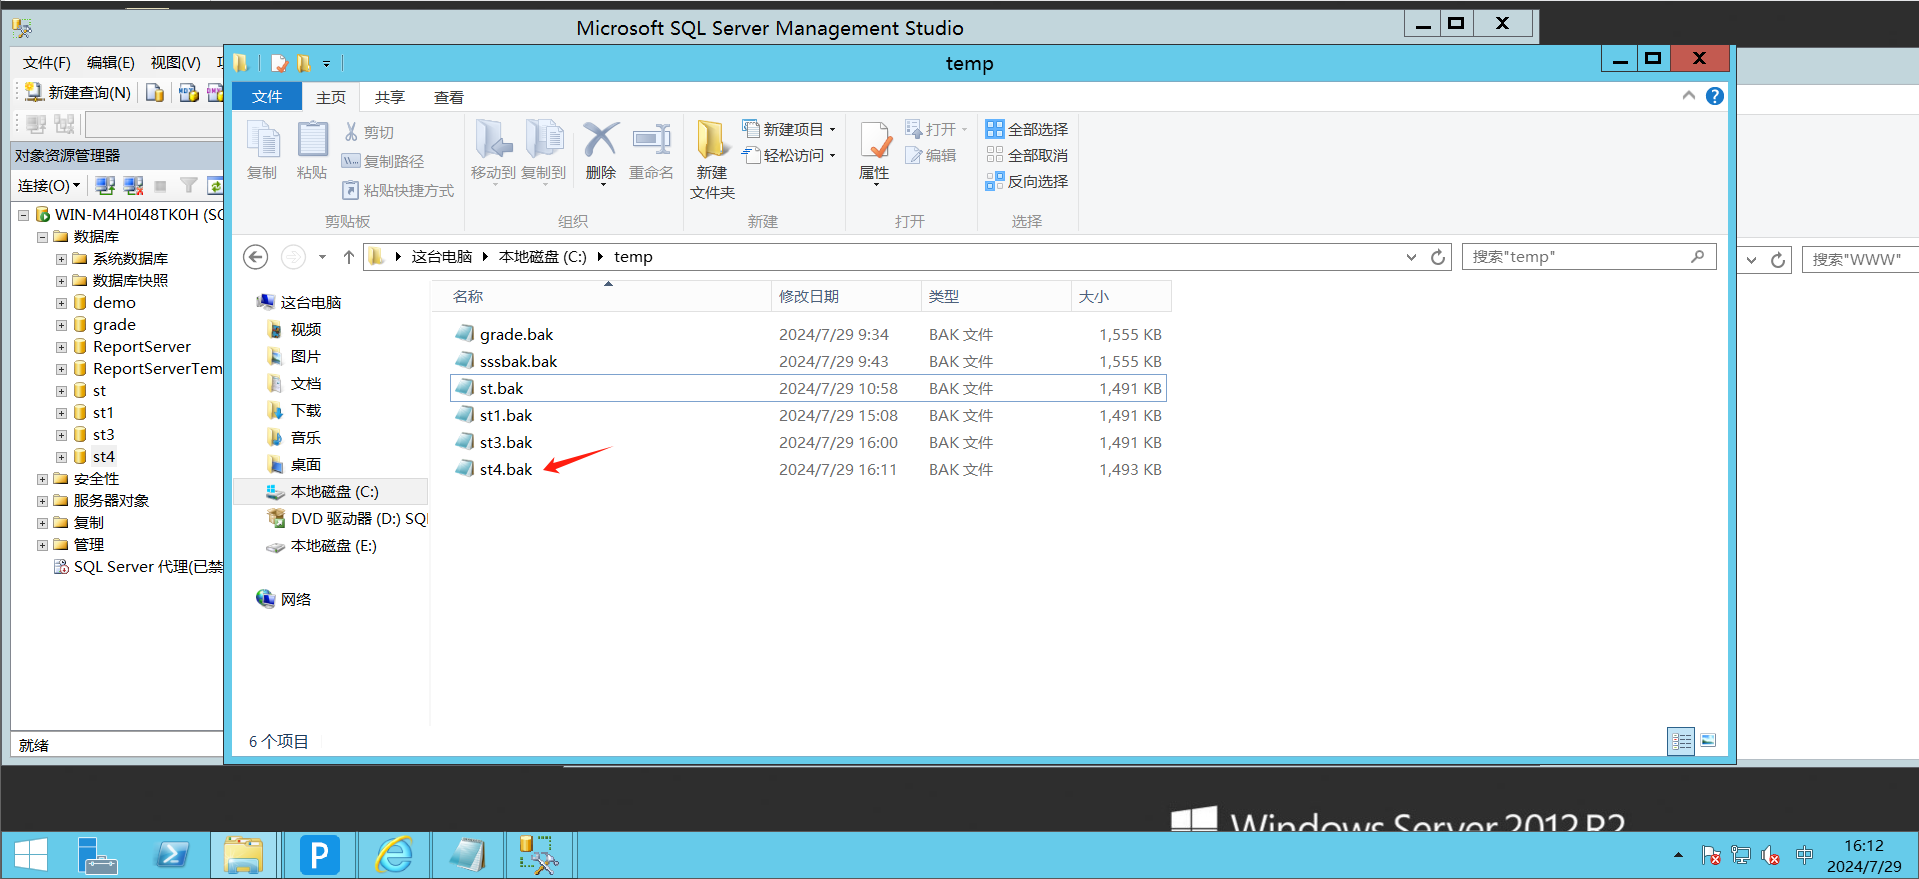 Microsoft SQL Server Management Studio
文件(F) 编辑(E) 视图(V)
新建查询(N)
对象资源管理器
连接(O)
WIN-M4H0I48TK0H (SQ
数据库
系统数据库
数据库快照
demo
grade
ReportServer
ReportServerTem
st
st1
st3
st4
安全性
服务器对象
复制
管理
SQL Server 代理(已禁
就绪
temp
文件 主页 共享 查看
复制
粘贴
剪切
复制路径
粘贴快捷方式
剪贴板
移动到 复制到 删除 重命名
组织
新建
文件夹
新建项目
轻松访问
新建
属性
打开
编辑
打开
全部选择
全部取消
反向选择
选择
这台电脑 本地磁盘 (C:) temp
搜索"temp"
搜索"WWW"
这台电脑
视频
图片
文档
下载
音乐
桌面
本地磁盘 (C:)
DVD 驱动器 (D:) SQ
本地磁盘 (E:)
网络
名称 修改日期 类型 大小
grade.bak 2024/7/29 9:34 BAK 文件 1,555 KB
sssbak.bak 2024/7/29 9:43 BAK 文件 1,555 KB
st.bak 2024/7/29 10:58 BAK 文件 1,491 KB
st1.bak 2024/7/29 15:08 BAK 文件 1,491 KB
st3.bak 2024/7/29 16:00 BAK 文件 1,491 KB
st4.bak 2024/7/29 16:11 BAK 文件 1,493 KB
6 个项目
Windows Server 2012 R2
P
中
16:12
2024/7/29